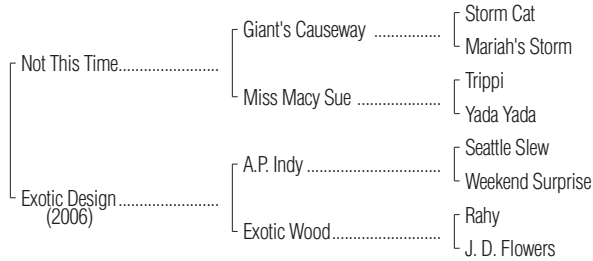 Storm Cat
Giant's Causeway ................
Mariah's Storm
Not This Time........................
Trippi
Miss Macy Sue ....................
Yada Yada
Seattle Slew
A.P. Indy ................................
Weekend Surprise
Exotic Design ........................
(2006)
Rahy
Exotic Wood..........................
J. D. Flowers